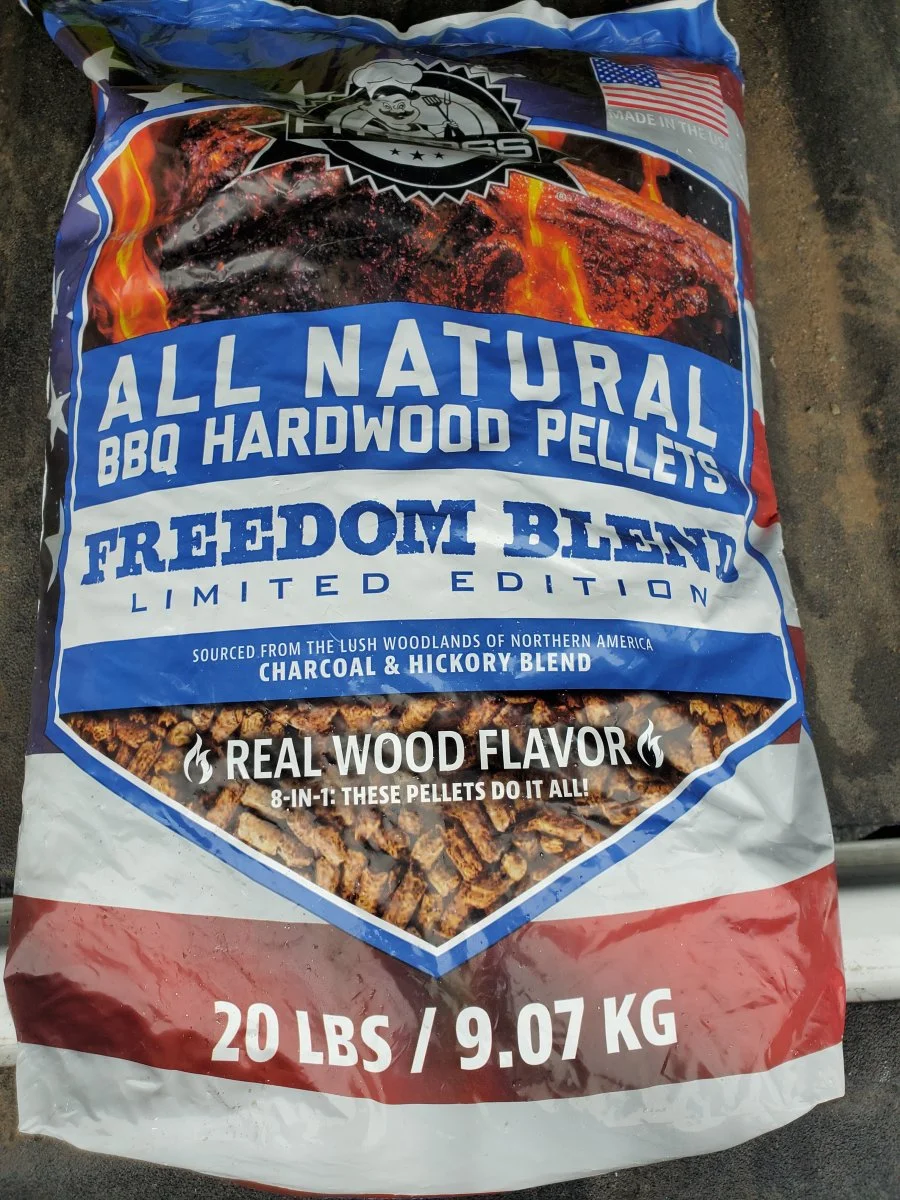 MADE IN THE USA
ALL NATURAL
BBQ HARDWOOD PELLETS
FREEDOM BLEND
LIMITED EDITION
SOURCED FROM THE LUSH WOODLANDS OF NORTHERN AMERICA
CHARCOAL & HICKORY BLEND
REAL WOOD FLAVOR
8-IN-1: THESE PELLETS DO IT ALL!
20 LBS / 9.07 KG